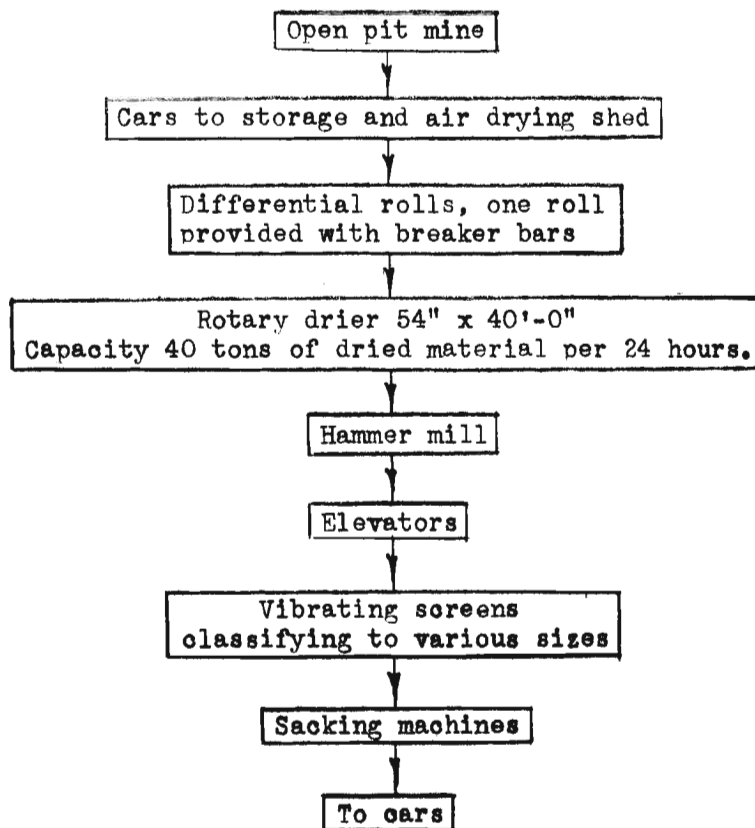 Open pit mine
Cars to storage and air drying shed
Differential rolls, one roll
provided with breaker bars
Rotary drier 54" x 40'-0"
Capacity 40 tons of dried material per 24 hours.
Hammer mill
Elevators
Vibrating screens
classifying to various sizes
Sacking machines
To cars